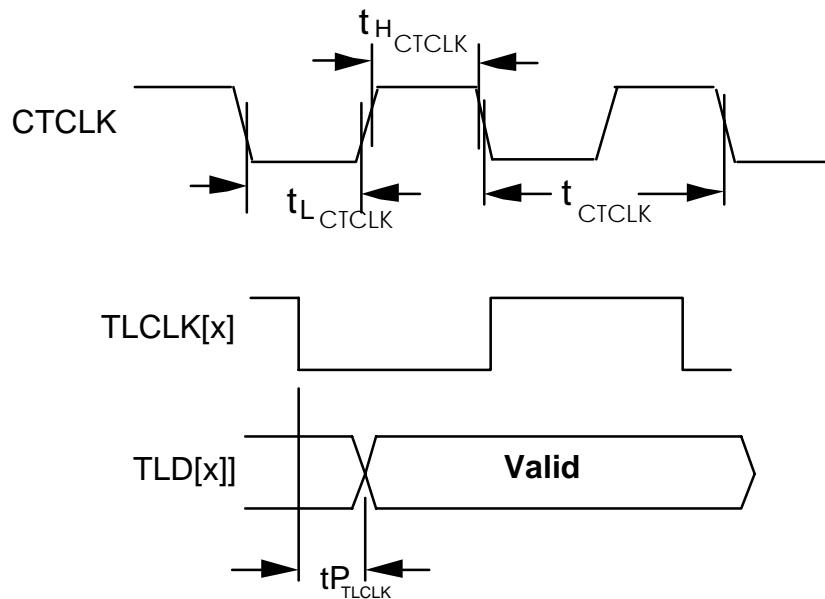 tH CTCLK
CTCLK
tL CTCLK
t CTCLK
TLCLK[x]
TLD[x]]
Valid
tP TLCLK